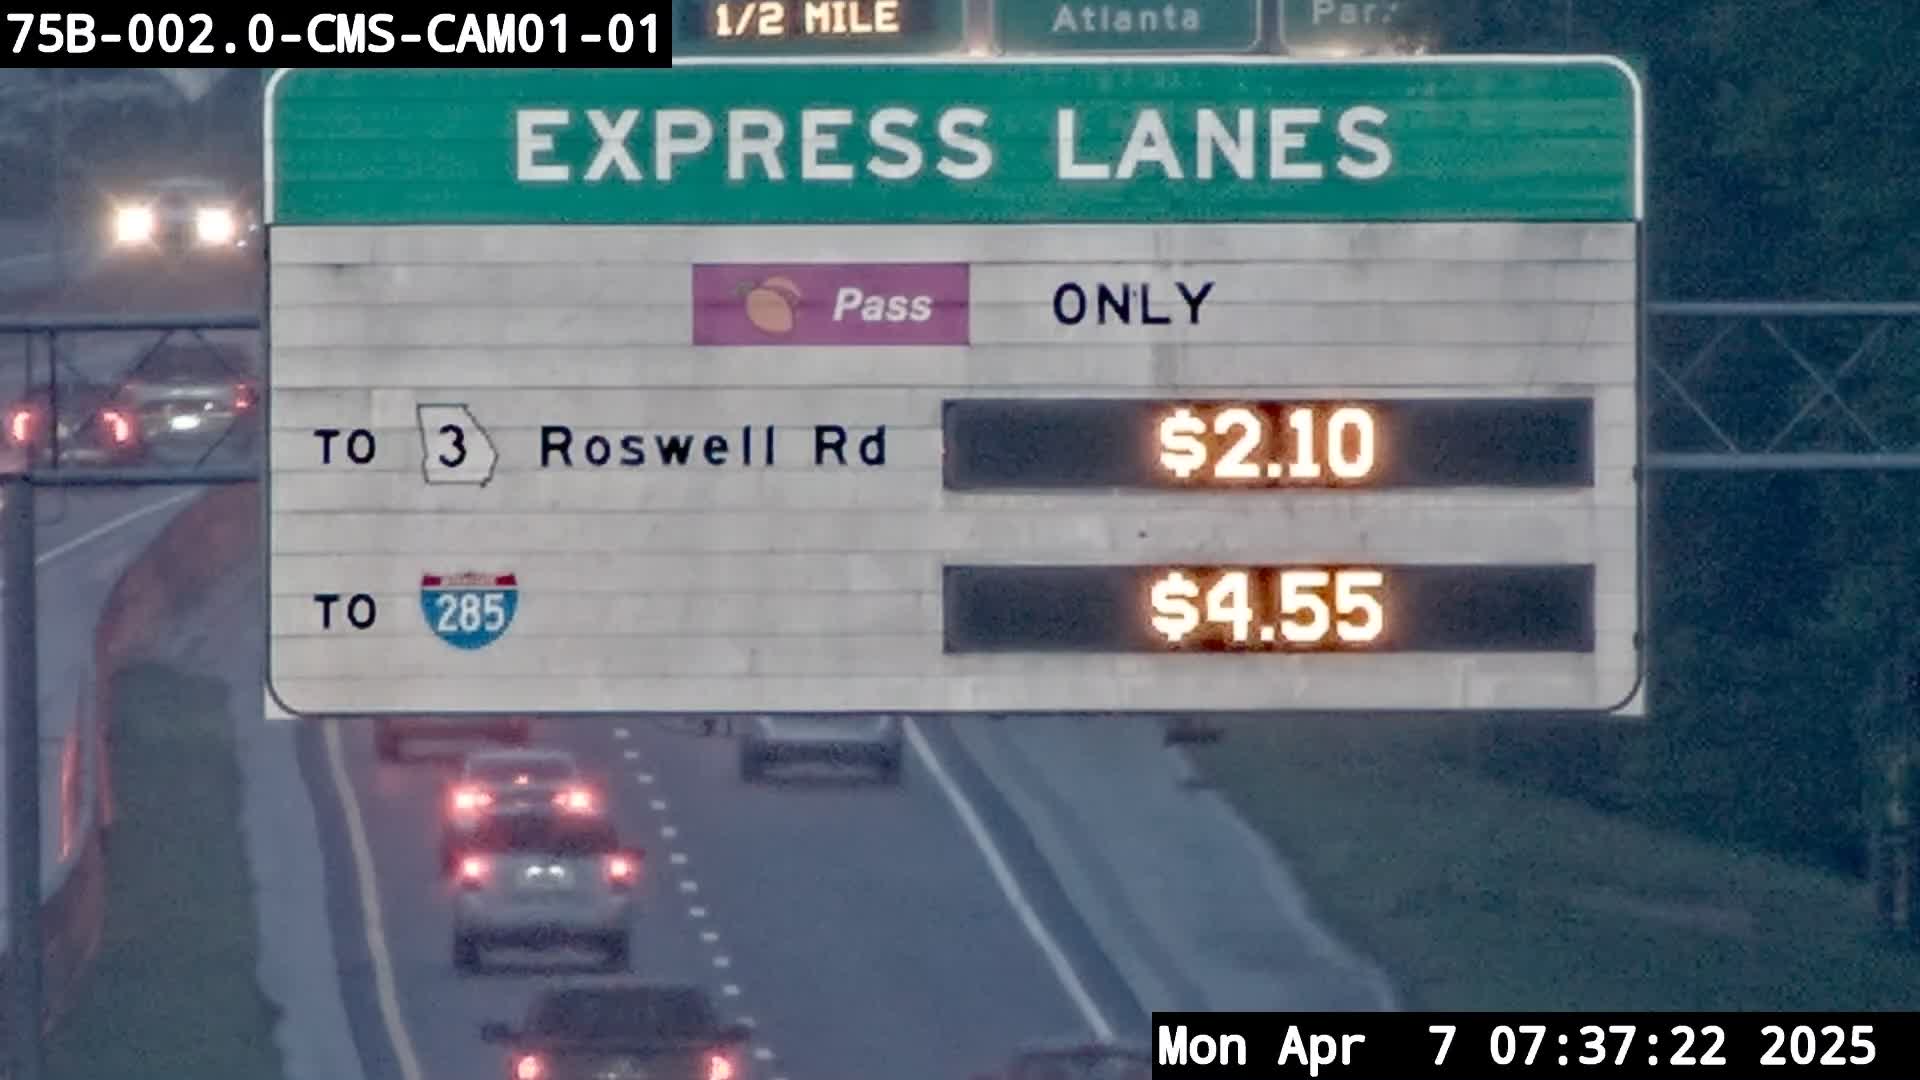 75B-002.0-CMS-CAM01-01
1/2 MILE
Atlanta
EXPRESS LANES
Pass ONLY
TO 3 Roswell Rd $2.10
TO 285 $4.55
Mon Apr 7 07:37:22 2025